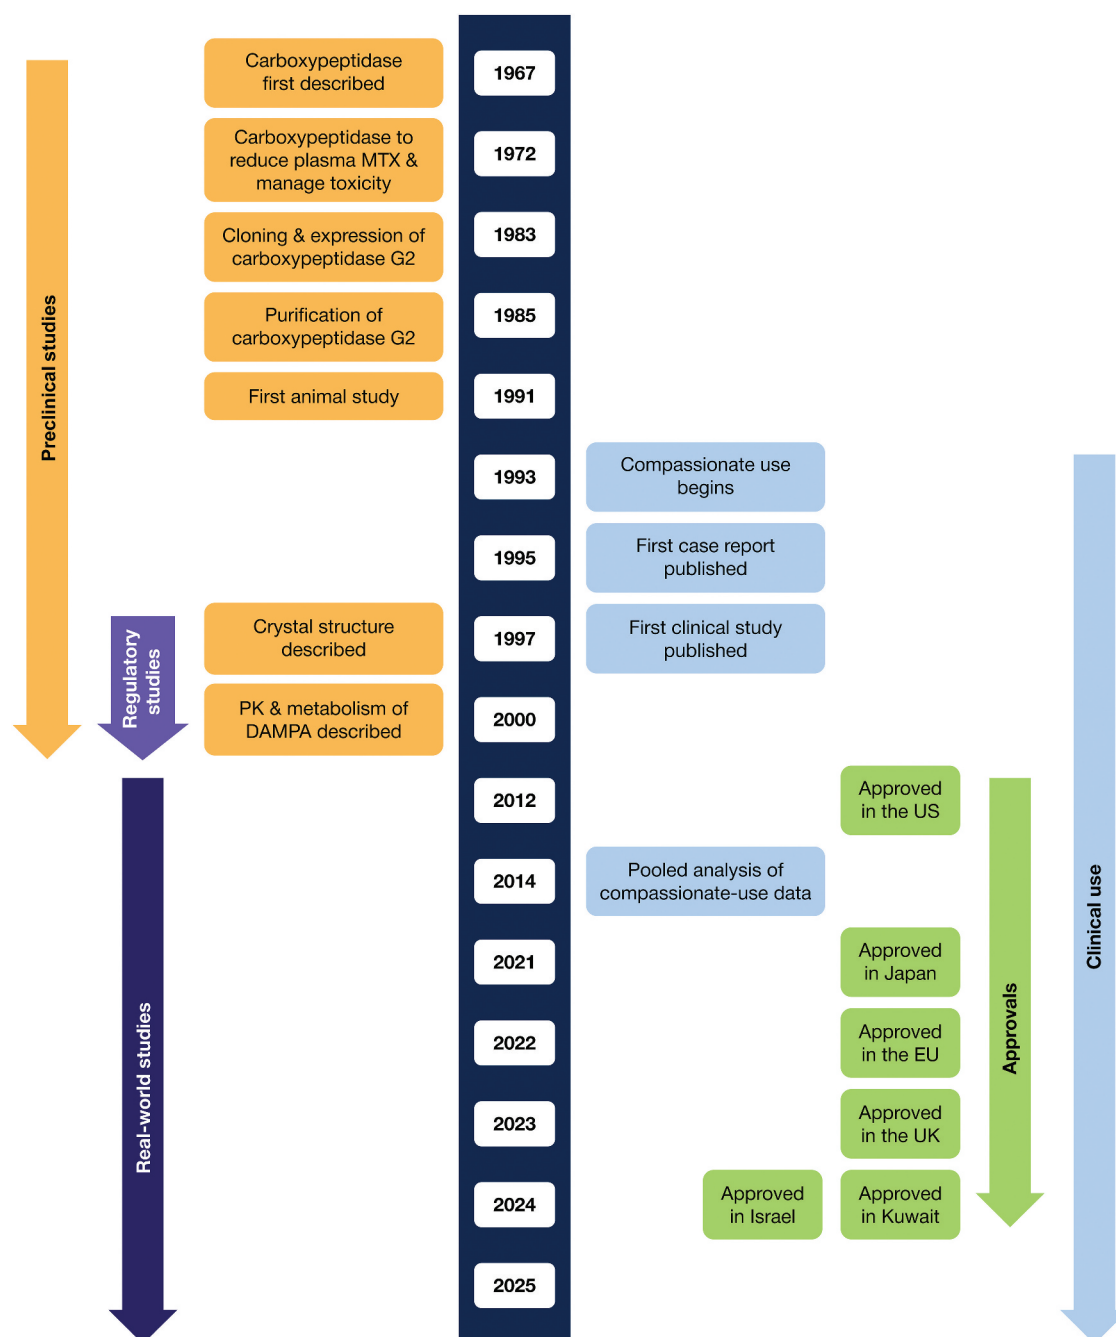 Carboxypeptidase
first described
1967
Carboxypeptidase to
reduce plasma MTX &
manage toxicity
1972
Cloning & expression of
carboxypeptidase G2
1983
Purification of
carboxypeptidase G2
1985
First animal study
1991
Preclinical studies
1993
Compassionate use
begins
1995
First case report
published
Regulatory
studies
Crystal structure
described
1997
First clinical study
published
PK & metabolism of
DAMPA described
2000
2012
Approved
in the US
2014
Pooled analysis of
compassionate-use data
Clinical use
2021
Approved
in Japan
Approvals
Real-world studies
2022
Approved
in the EU
2023
Approved
in the UK
2024
Approved
in Israel
Approved
in Kuwait
2025